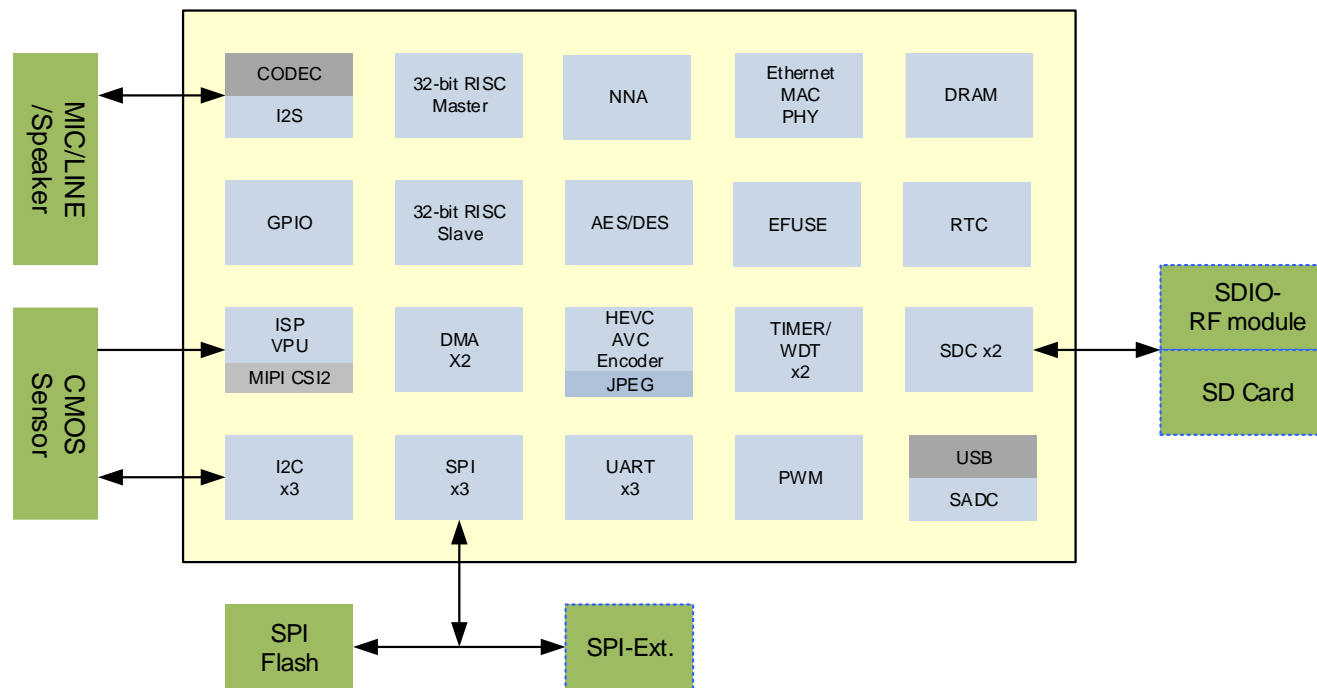 MIC/LINE
/Speaker
CODEC
I2S
32-bit RISC
Master
NNA
Ethernet
MAC
PHY
DRAM
GPIO
32-bit RISC
Slave
AES/DES
EFUSE
RTC
CMOS
Sensor
ISP
VPU
MIPI CSI2
DMA
X2
HEVC
AVC
Encoder
JPEG
TIMER/
WDT
x2
SDC x2
SDIO-
RF module
SD Card
I2C
x3
SPI
x3
UART
x3
PWM
USB
SADC
SPI
Flash
SPI-Ext.